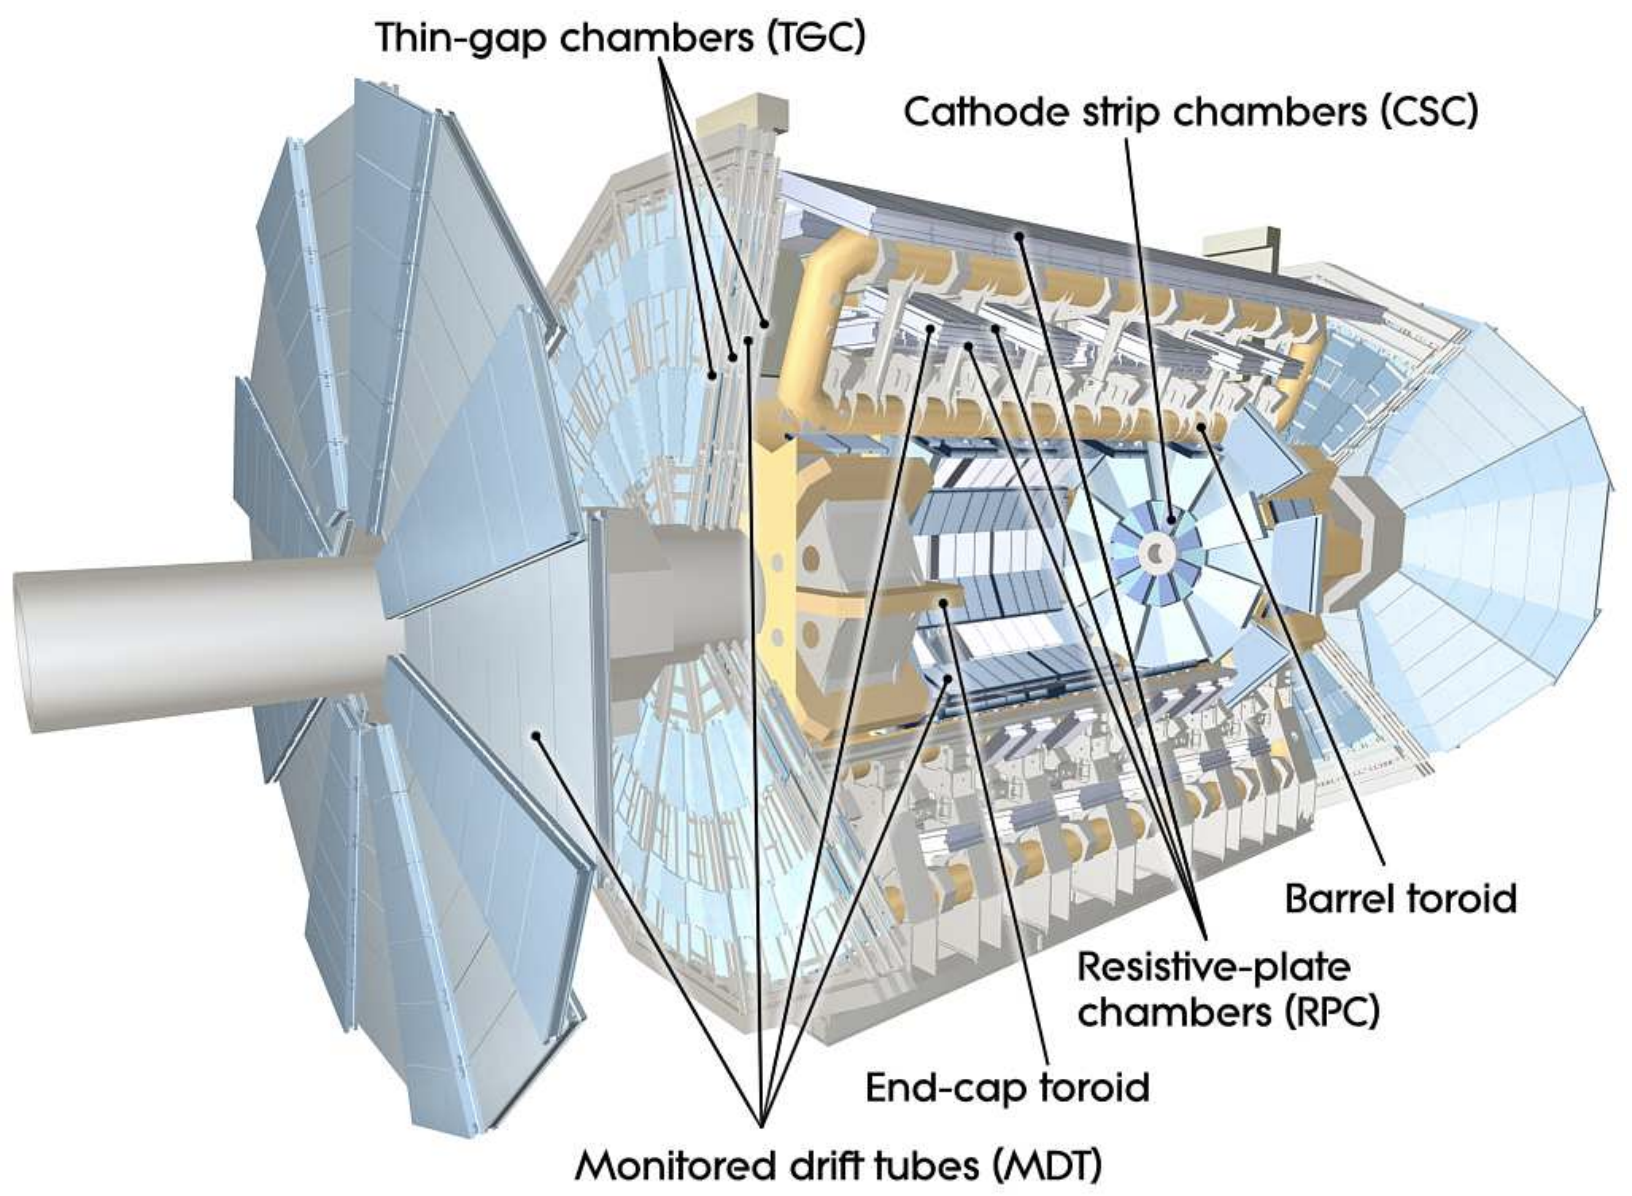 Thin-gap chambers (TGC)
Cathode strip chambers (CSC)
Barrel toroid
Resistive-plate
chambers (RPC)
End-cap toroid
Monitored drift tubes (MDT)